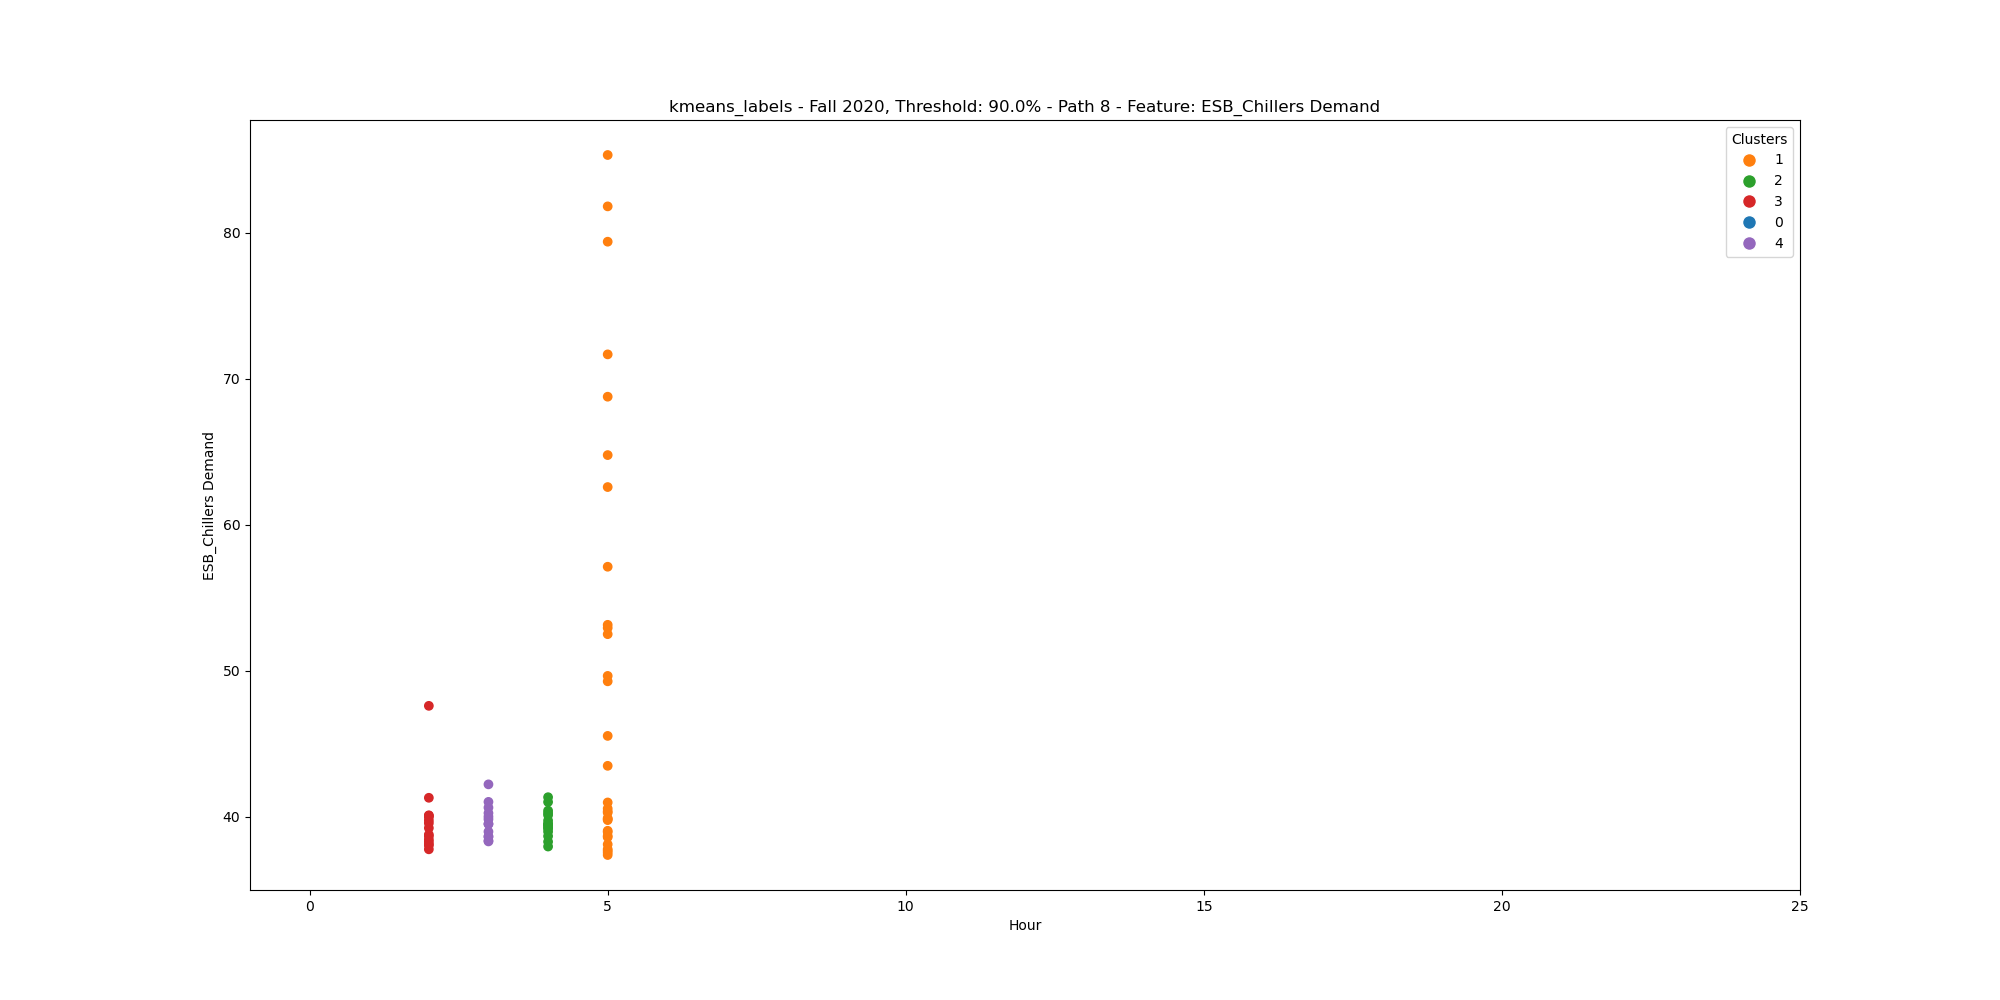 kmeans_labels - Fall 2020, Threshold: 90.0% - Path 8 - Feature: ESB_Chillers Demand
Clusters
1
2
3
0
4
80
70
60
50
40
ESB_Chillers Demand
0 5 10 15 20 25
Hour